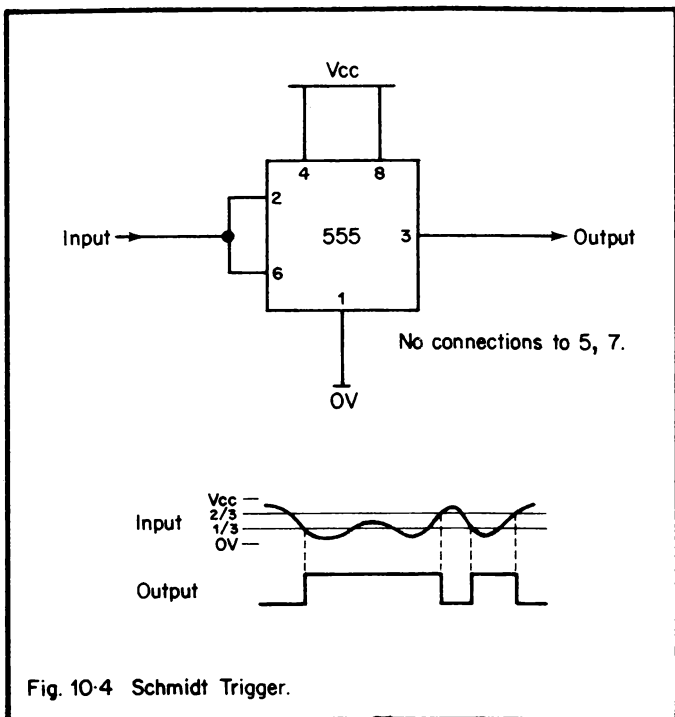 Vcc
4 8
2
Input 555 3 Output
6
1
No connections to 5, 7.
OV
Vcc
2/3
Input
1/3
OV
Output
Fig. 10·4 Schmidt Trigger.